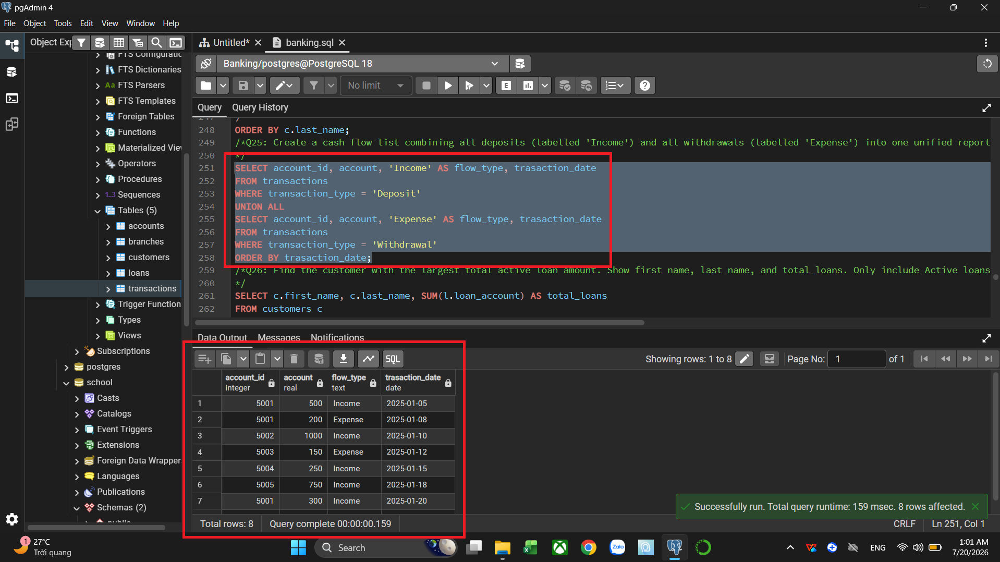 pgAdmin 4
File Object Tools Edit View Window Help
Object Exp
Untitled* banking.sql
Banking/postgres@PostgreSQL 18
No limit
Query Query History
FTS Configuratic
FTS Dictionaries
Aa FTS Parsers
FTS Templates
Foreign Tables
Functions
Materialized Vie
Operators
Procedures
1..3 Sequences
Tables (5)
accounts
branches
customers
loans
transactions
Trigger Function
Types
Views
Subscriptions
postgres
school
Casts
Catalogs
Event Triggers
Extensions
Foreign Data Wrapper
Languages
Publications
Schemas (2)
public
247 )
248 ORDER BY c.last_name;
249 /*Q25: Create a cash flow list combining all deposits (labelled 'Income') and all withdrawals (labelled 'Expense') into one unified report
250 */
251 SELECT account_id, account, 'Income' AS flow_type, trasaction_date
252 FROM transactions
253 WHERE transaction_type = 'Deposit'
254 UNION ALL
255 SELECT account_id, account, 'Expense' AS flow_type, trasaction_date
256 FROM transactions
257 WHERE transaction_type = 'Withdrawal'
258 ORDER BY trasaction_date;
259 /*Q26: Find the customer with the largest total active loan amount. Show first name, last name, and total_loans. Only include Active loans
260 */
261 SELECT c.first_name, c.last_name, SUM(l.loan_account) AS total_loans
262 FROM customers c
Data Output Messages Notifications
SQL
Showing rows: 1 to 8 Page No: 1 of 1
account_id integer account real flow_type text trasaction_date date
1 5001 500 Income 2025-01-05
2 5001 200 Expense 2025-01-08
3 5002 1000 Income 2025-01-10
4 5003 150 Expense 2025-01-12
5 5004 250 Income 2025-01-15
6 5005 750 Income 2025-01-18
7 5001 300 Income 2025-01-20
Successfully run. Total query runtime: 159 msec. 8 rows affected.
Total rows: 8 Query complete 00:00:00.159 CRLF Ln 251, Col 1
1 27°C
Trời quang
Search
Zalo
ENG
1:01 AM
7/20/2026